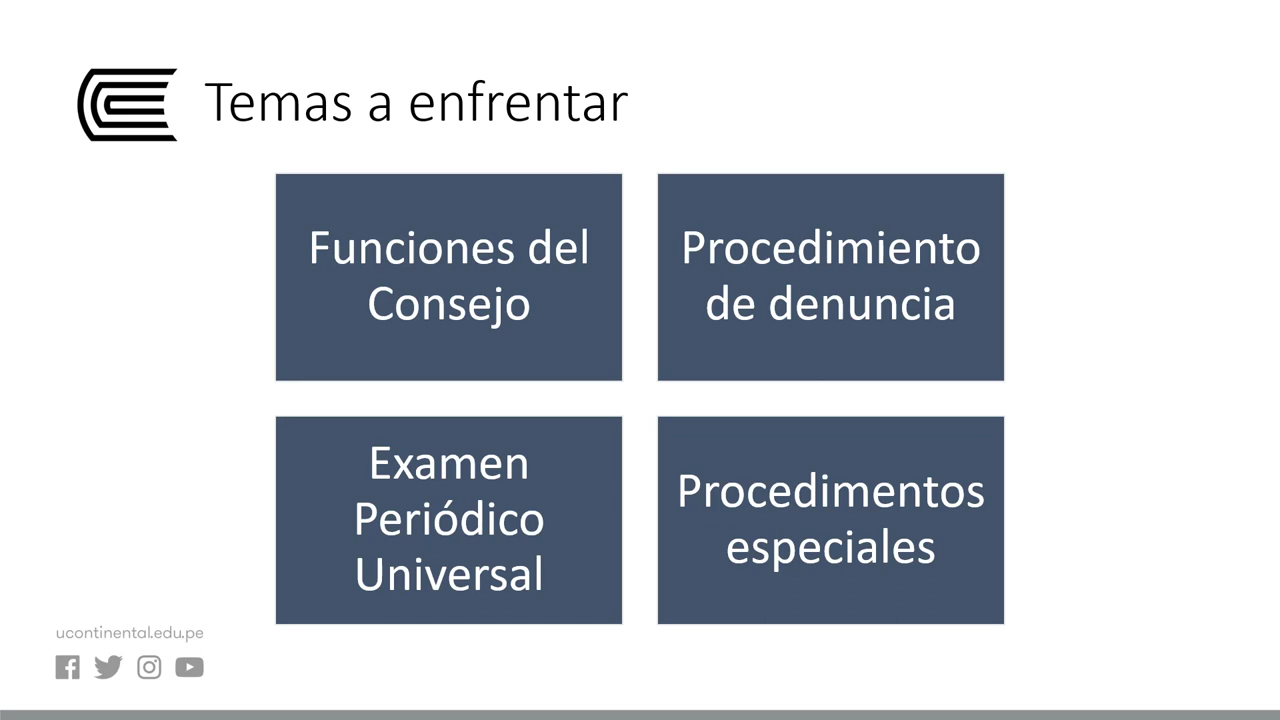 Temas a enfrentar
Funciones del
Consejo
Procedimiento
de denuncia
Examen
Periódico
Universal
Procedimentos
especiales
ucontinental.edu.pe